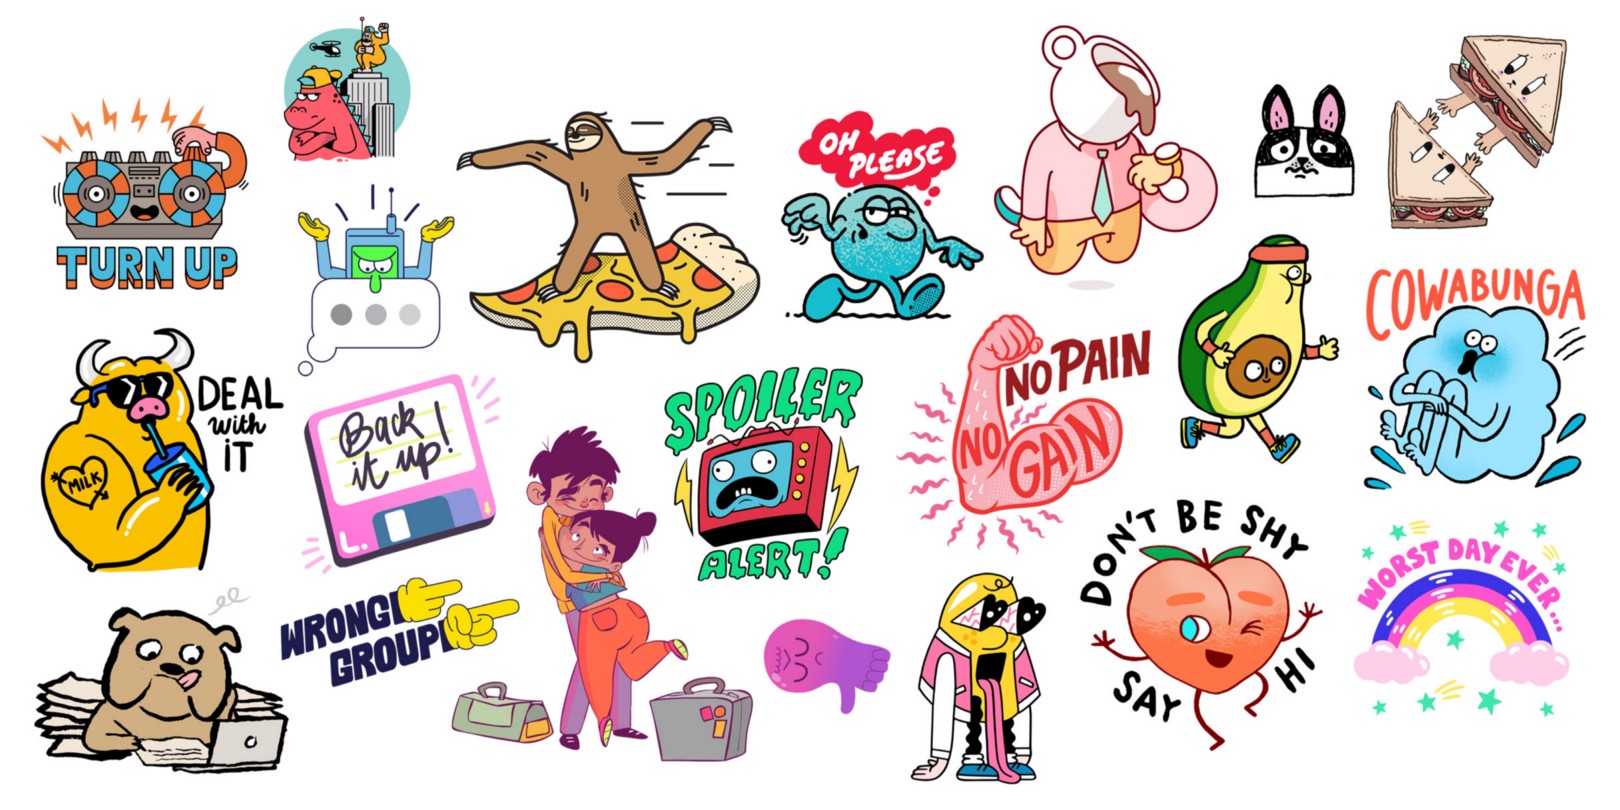 TURN UP
OH
PLEASE
COWABUNGA
DEAL
with
iT
MILK
Back
it up!
L.
SPOILER
ALERT!
NO PAIN
NO GAIN
DON'T BE SHY
SAY HI
WORST DAY EVER...
WRONG
GROUP